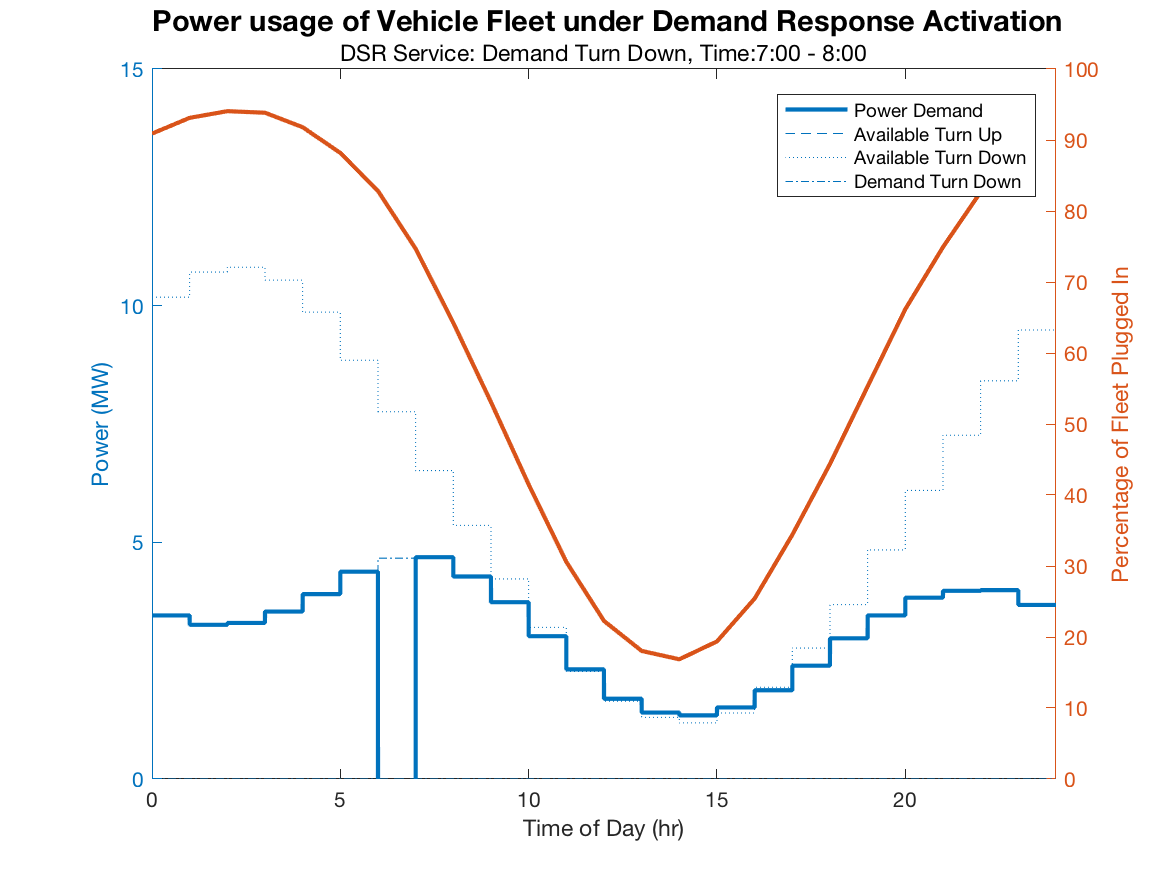 Power usage of Vehicle Fleet under Demand Response Activation
DSR Service: Demand Turn Down, Time:7:00 - 8:00
Power Demand
Available Turn Up
Available Turn Down
Demand Turn Down
15
10
5
0
Power (MW)
100
90
80
70
60
50
40
30
20
10
0
Percentage of Fleet Plugged In
0
5
10
15
20
Time of Day (hr)